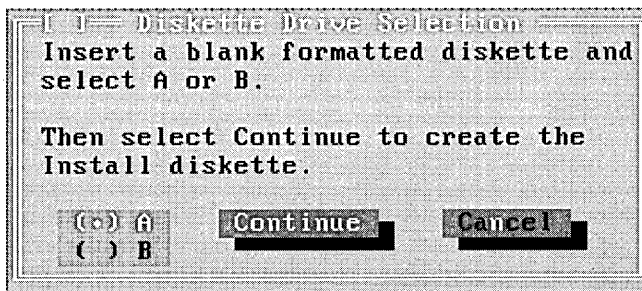 [ ] Diskette Drive Selection
Insert a blank formatted diskette and
select A or B.
Then select Continue to create the
Install diskette.
(•) A
( ) B
Continue
Cancel